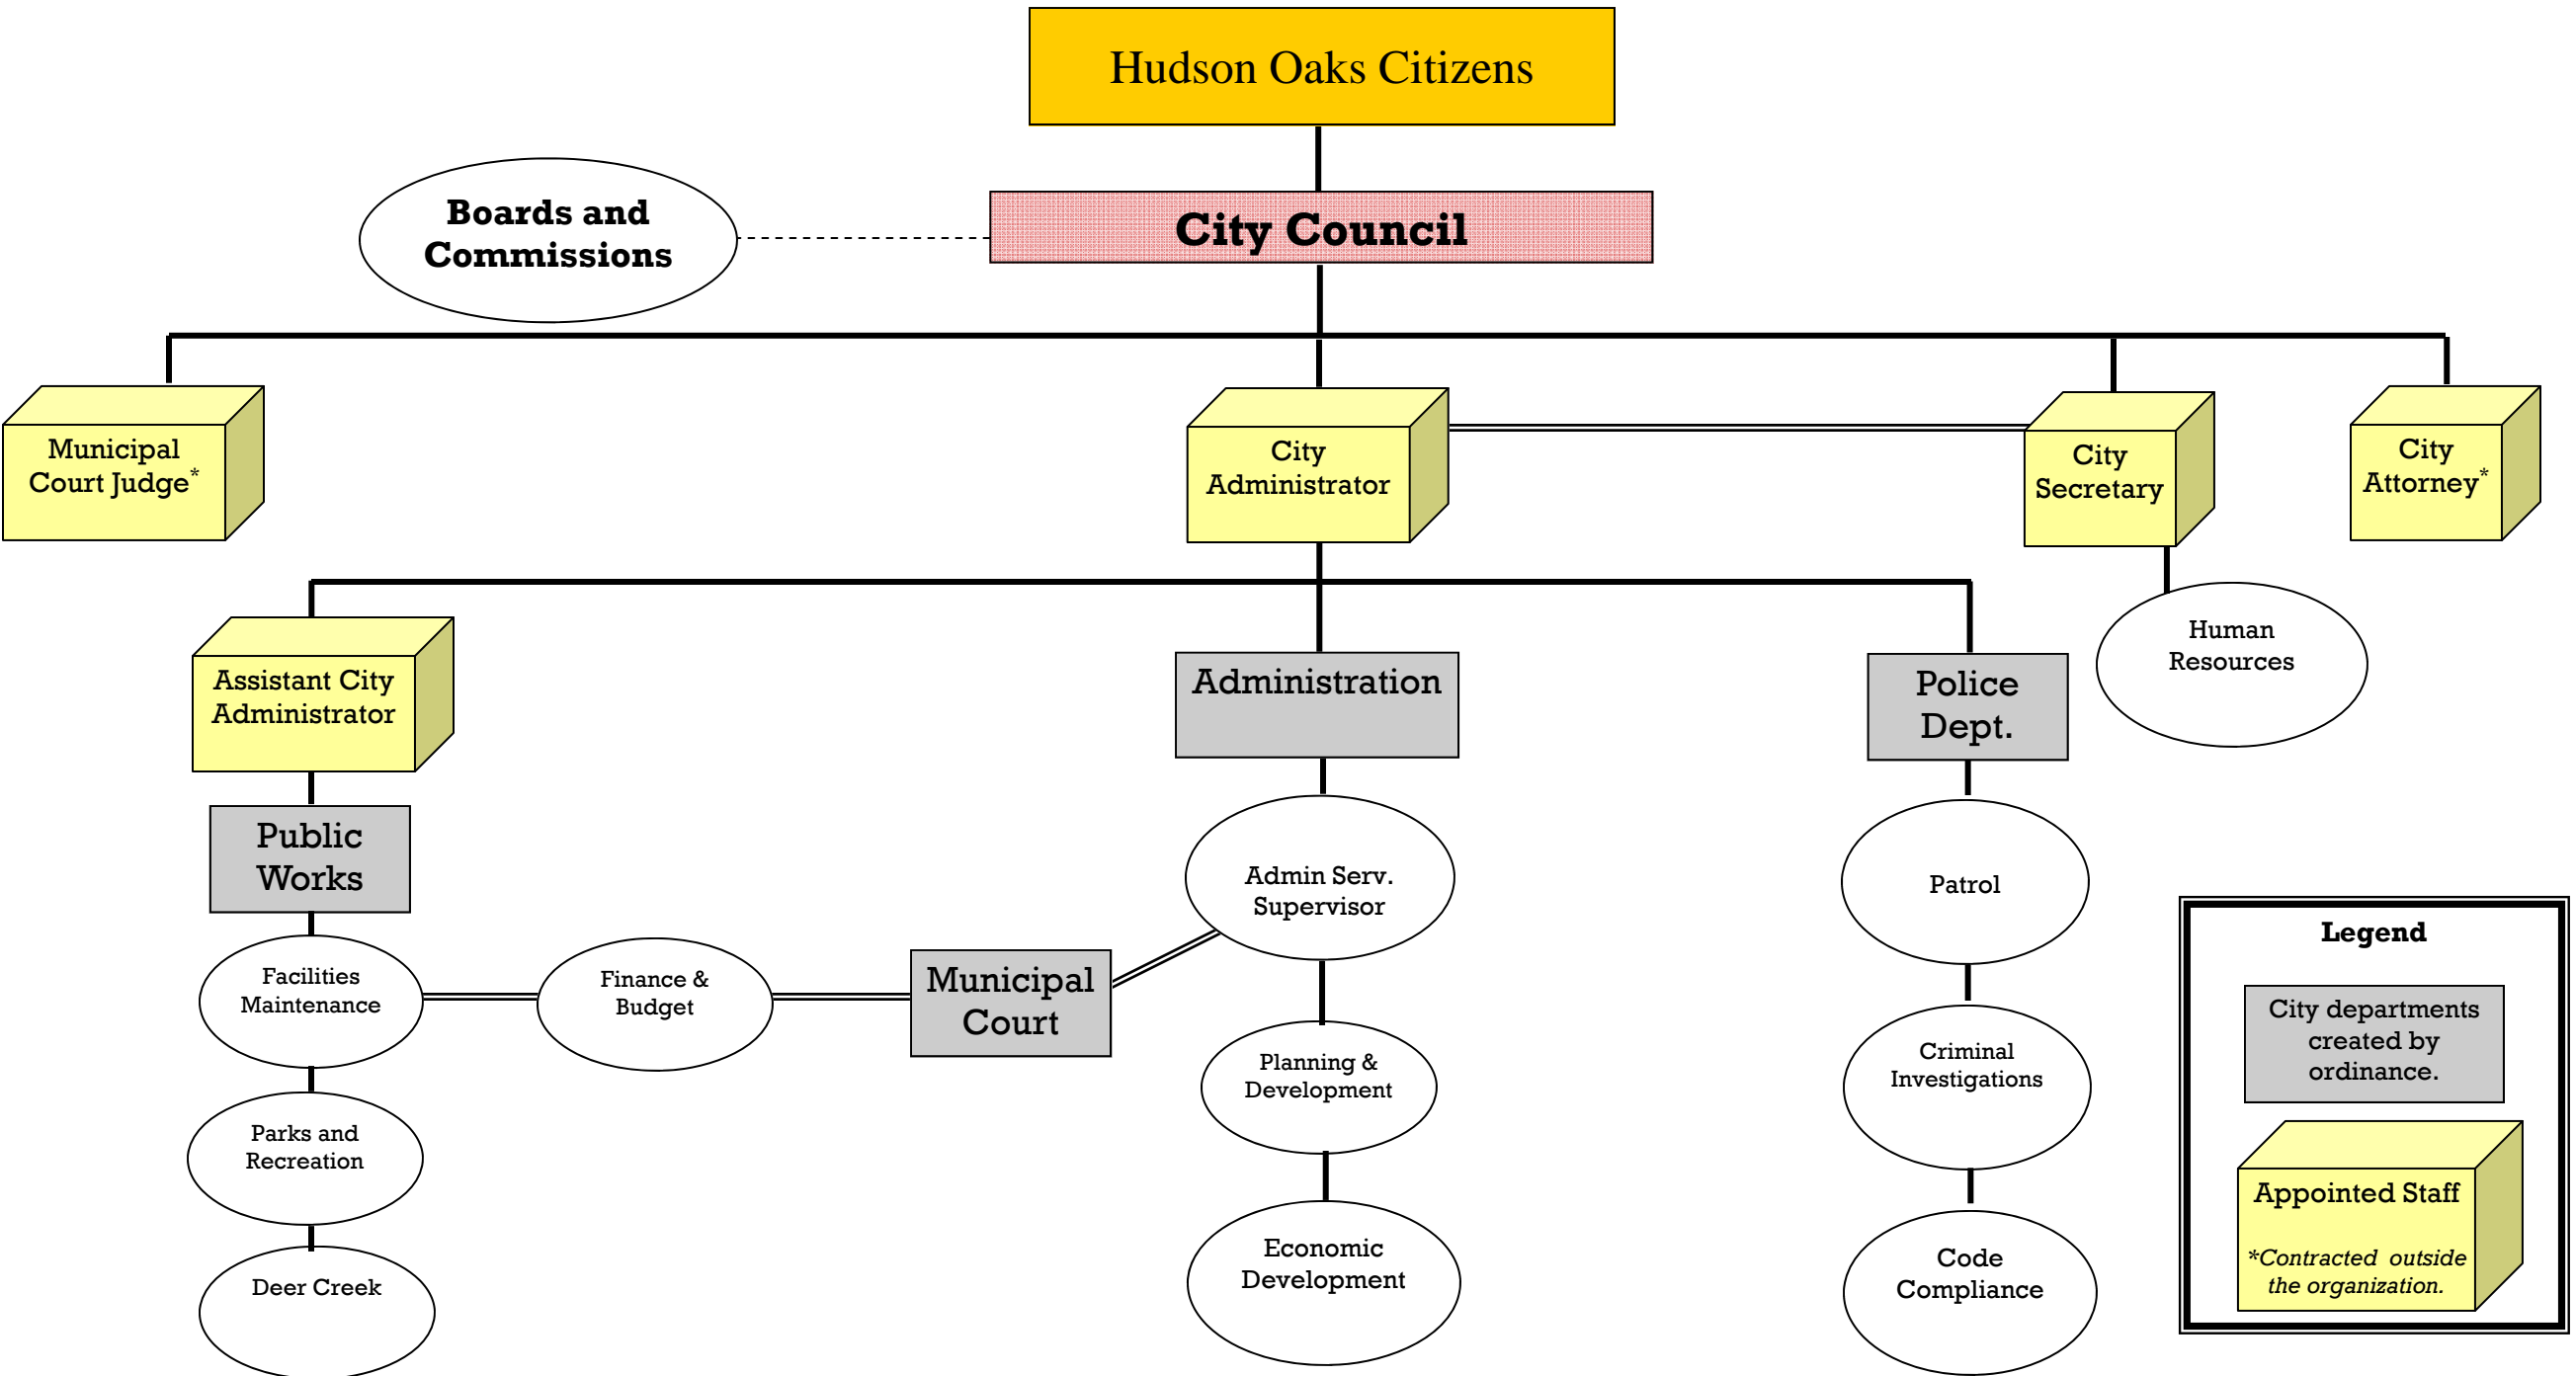 Hudson Oaks Citizens
Boards and
Commissions
City Council
Municipal
Court Judge*
City
Administrator
City
Secretary
City
Attorney*
Human
Resources
Assistant City
Administrator
Administration
Police
Dept.
Public
Works
Admin Serv.
Supervisor
Patrol
Facilities
Maintenance
Finance &
Budget
Municipal
Court
Planning &
Development
Criminal
Investigations
Parks and
Recreation
Economic
Development
Code
Compliance
Deer Creek
Legend
City departments
created by
ordinance.
Appointed Staff
*Contracted outside
the organization.